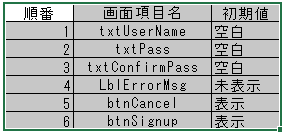 順番 画面項目名 初期値
1 txtUserName 空白
2 txtPass 空白
3 txtConfirmPass 空白
4 LblErrorMsg 未表示
5 btnCancel 表示
6 btnSignup 表示